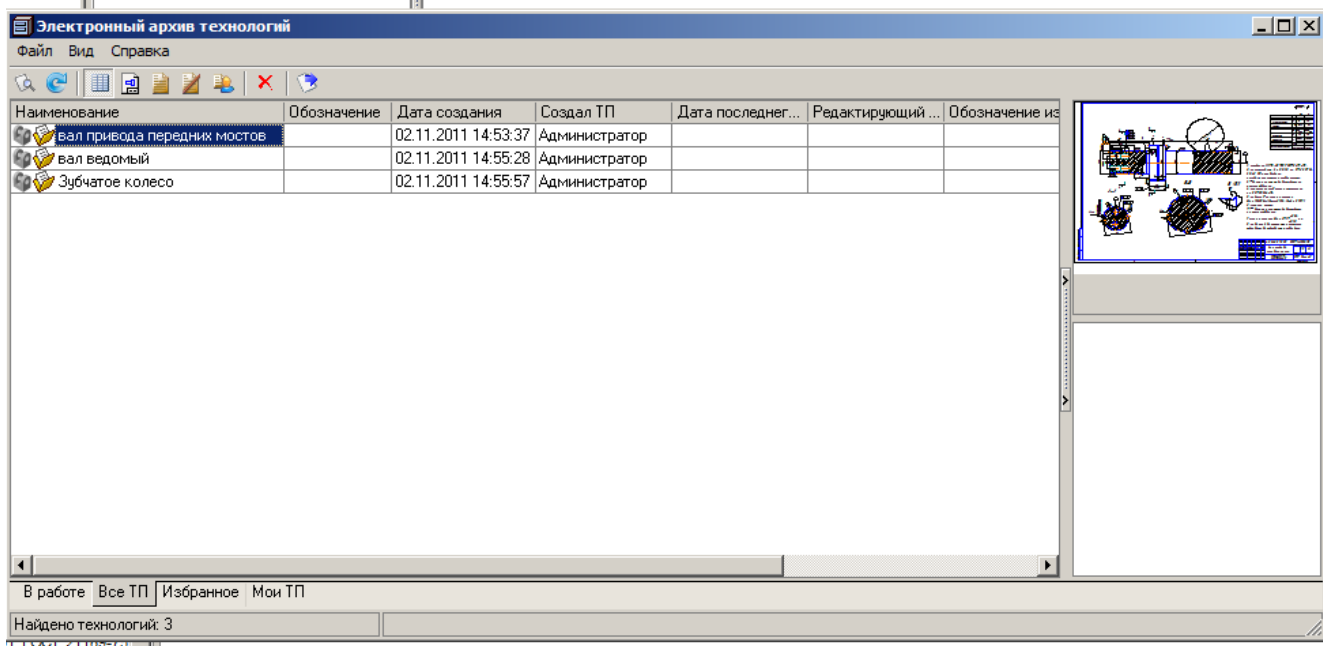 Электронный архив технологий
Файл Вид Справка
Наименование Обозначение Дата создания Создал ТП Дата последнег... Редактирующий ... Обозначение из
вал привода передних мостов 02.11.2011 14:53:37 Администратор
вал ведомый 02.11.2011 14:55:28 Администратор
Зубчатое колесо 02.11.2011 14:55:57 Администратор
В работе Все ТП Избранное Мои ТП
Найдено технологий: 3